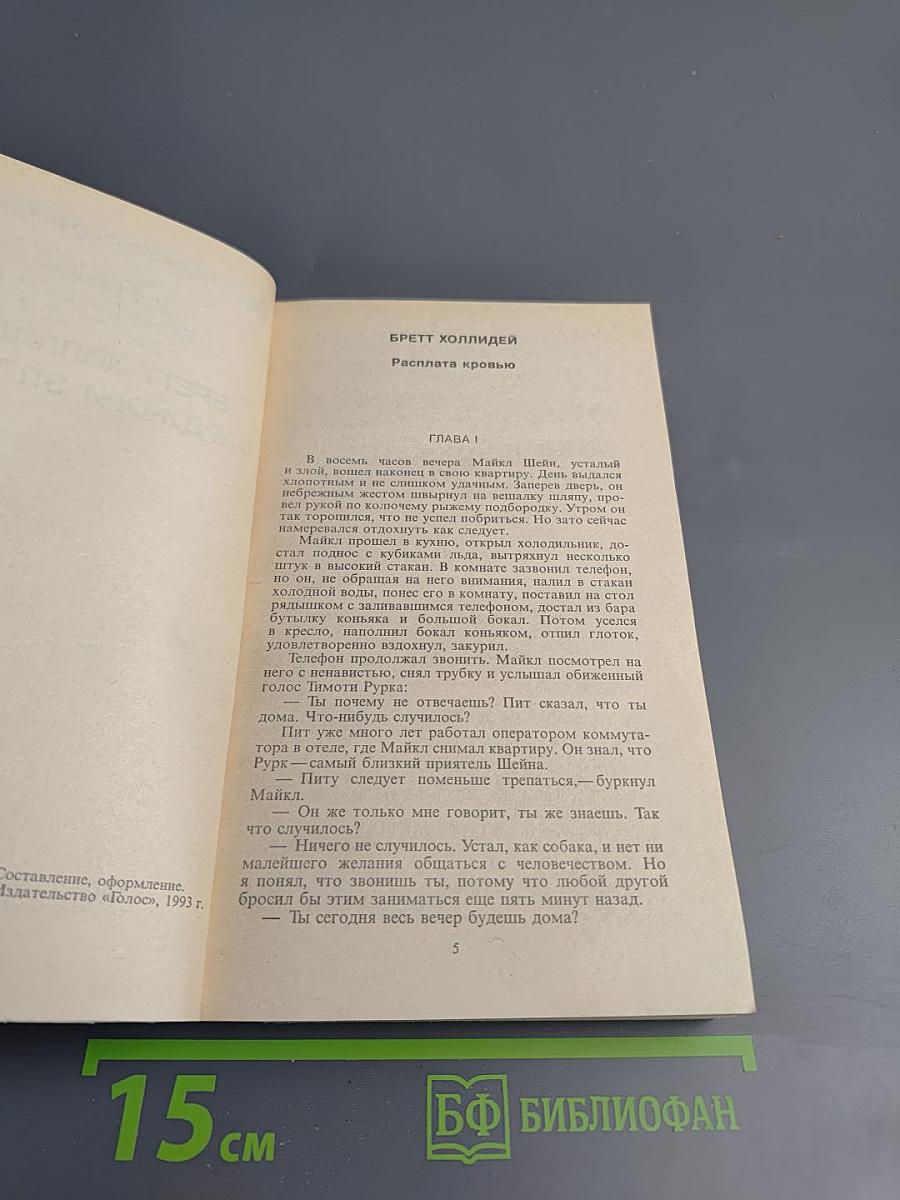 Составление, оформление.
Издательство «Голос», 1993 г.
БРЕТТ ХОЛЛИДЕЙ
Расплата кровью
ГЛАВА I
В восемь часов вечера Майкл Шейн, усталый
и злой, вошел наконец в свою квартиру. День выдался
хлопотным и не слишком удачным. Заперев дверь, он
небрежным жестом швырнул на вешалку шляпу, про-
вел рукой по колючему рыжему подбородку. Утром он
так торопился, что не успел побриться. Но зато сейчас
намеревался отдохнуть как следует.
Майкл прошел в кухню, открыл холодильник, до-
стал поднос с кубиками льда, вытряхнул несколько
штук в высокий стакан. В комнате зазвонил телефон,
но он, не обращая на него внимания, налил в стакан
холодной воды, понес его в комнату, поставил на стол
рядышком с заливавшимся телефоном, достал из бара
бутылку коньяка и большой бокал. Потом уселся
в кресло, наполнил бокал коньяком, отпил глоток,
удовлетворенно вздохнул, закурил.
Телефон продолжал звонить. Майкл посмотрел на
него с ненавистью, снял трубку и услышал обиженный
голос Тимоти Рурка:
— Ты почему не отвечаешь? Пит сказал, что ты
дома. Что-нибудь случилось?
Пит уже много лет работал оператором коммута-
тора в отеле, где Майкл снимал квартиру. Он знал, что
Рурк — самый близкий приятель Шейна.
— Питу следует поменьше трепаться,— буркнул
Майкл.
— Он же только мне говорит, ты же знаешь. Так
что случилось?
— Ничего не случилось. Устал, как собака, и нет ни
малейшего желания общаться с человечеством. Но
я понял, что звонишь ты, потому что любой другой
бросил бы этим заниматься еще пять минут назад.
— Ты сегодня весь вечер будешь дома?
5
15 см
БФ БИБЛИОФАН